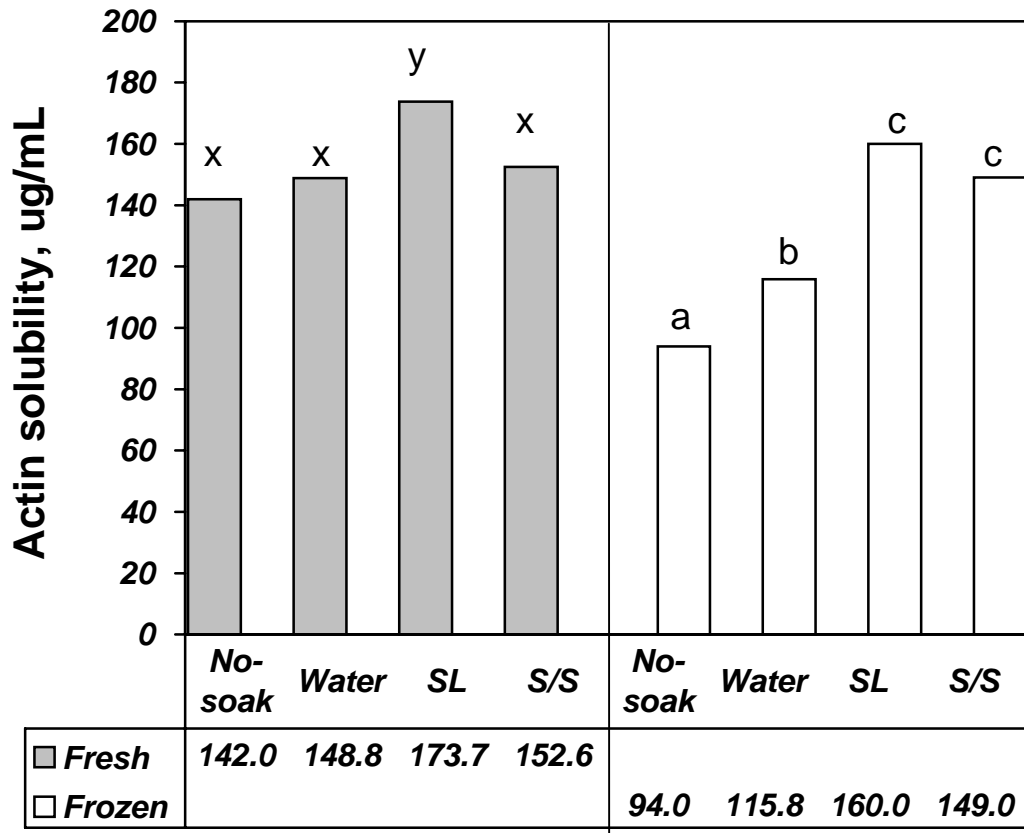 Actin solubility, ug/mL
200
180
160
140
120
100
80
60
40
20
0
x x y x a b c c
No-soak Water SL S/S No-soak Water SL S/S
Fresh 142.0 148.8 173.7 152.6
Frozen 94.0 115.8 160.0 149.0